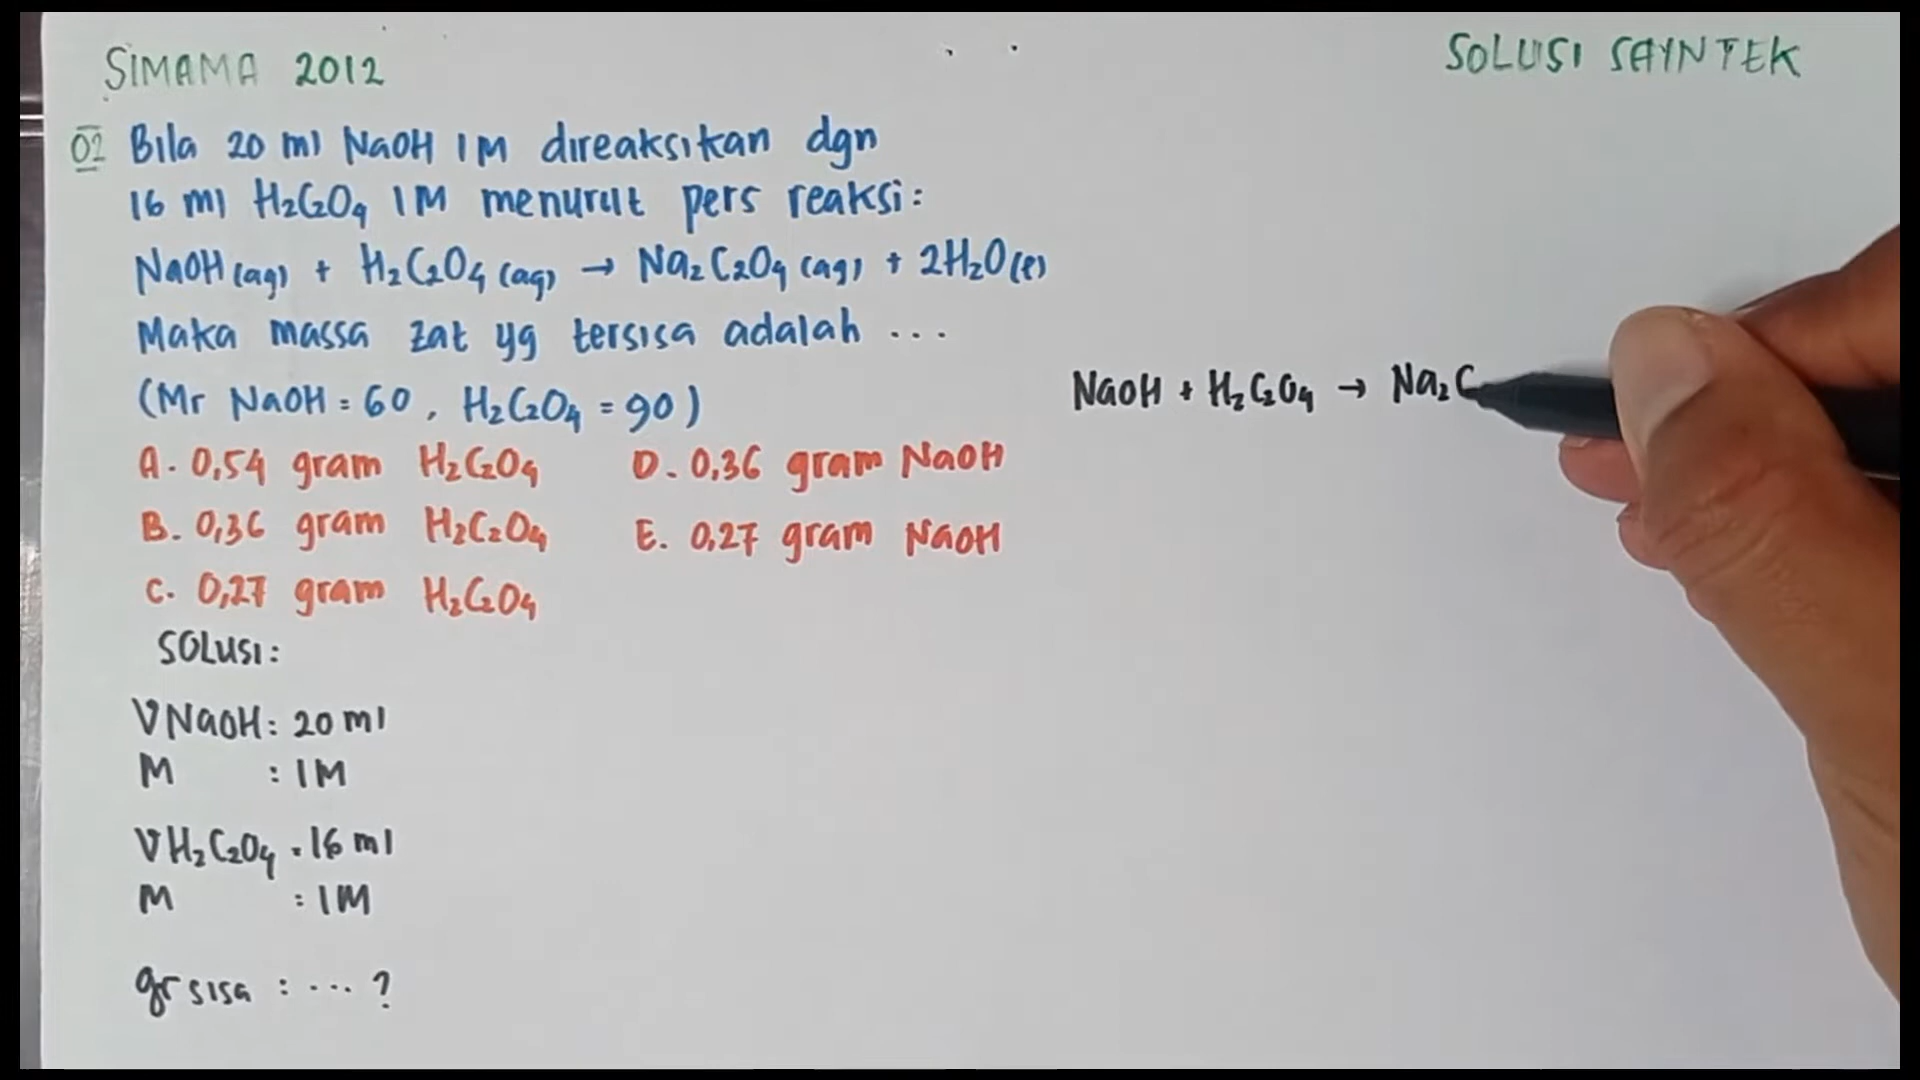 SIMAMA 2012
SOLUSI SAYNTEK
02 Bila 20 ml NaOH 1M direaksikan dgn
16 ml H₂C₂O₄ 1M menurut pers reaksi:
NaOH (aq) + H₂C₂O₄ (aq) → Na₂C₂O₄ (aq) + 2H₂O(l)
Maka massa zat yg tersisa adalah ...
(Mr NaOH = 60, H₂C₂O₄ = 90)
A. 0,54 gram H₂C₂O₄
B. 0,36 gram H₂C₂O₄
C. 0,27 gram H₂C₂O₄
D. 0,36 gram NaOH
E. 0,27 gram NaOH
SOLUSI:
V NaOH: 20 ml
M : 1M
V H₂C₂O₄ = 16 ml
M : 1M
gr sisa : ... ?
NaOH + H₂C₂O₄ → Na₂C